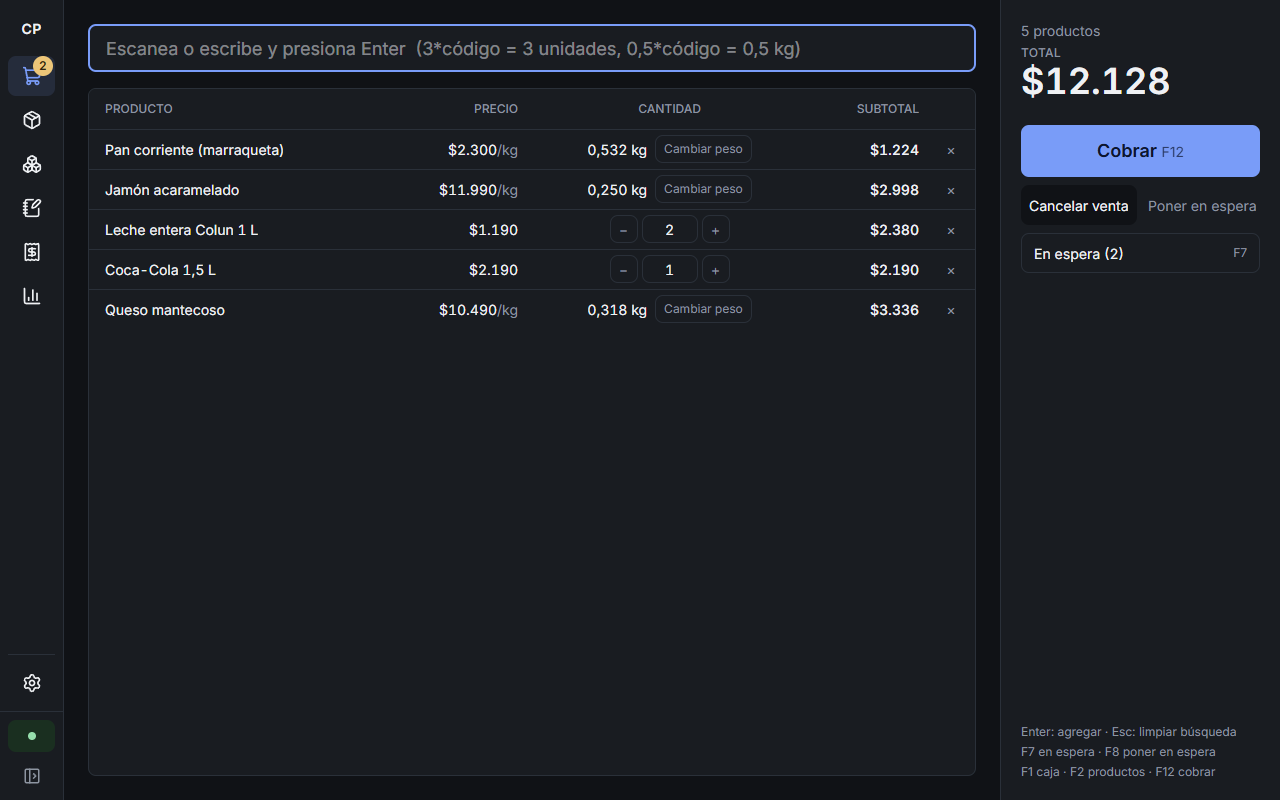 CP
2
Escanea o escribe y presiona Enter (3*código = 3 unidades, 0,5*código = 0,5 kg)
PRODUCTO PRECIO CANTIDAD SUBTOTAL
Pan corriente (marraqueta) $2.300/kg 0,532 kg Cambiar peso $1.224 ×
Jamón acaramelado $11.990/kg 0,250 kg Cambiar peso $2.998 ×
Leche entera Colun 1 L $1.190 − 2 + $2.380 ×
Coca-Cola 1,5 L $2.190 − 1 + $2.190 ×
Queso mantecoso $10.490/kg 0,318 kg Cambiar peso $3.336 ×
5 productos
TOTAL
$12.128
Cobrar F12
Cancelar venta Poner en espera
En espera (2) F7
Enter: agregar · Esc: limpiar búsqueda
F7 en espera · F8 poner en espera
F1 caja · F2 productos · F12 cobrar